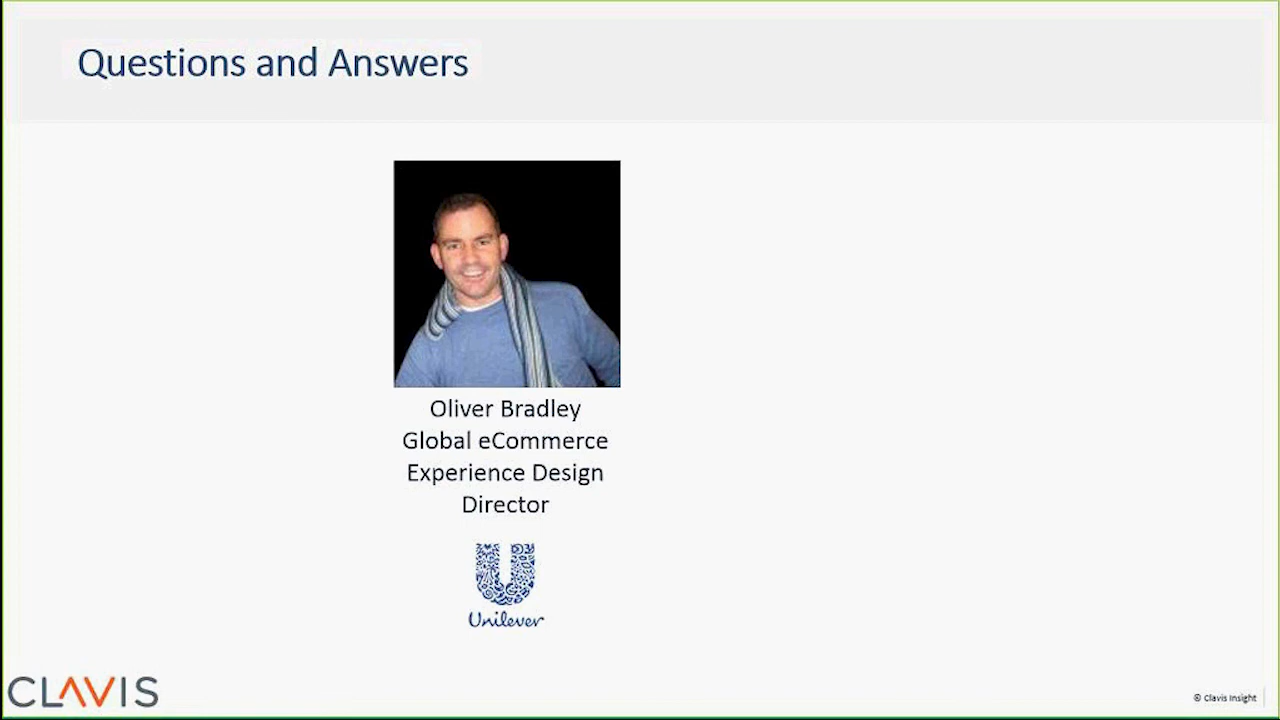 Questions and Answers
Oliver Bradley
Global eCommerce
Experience Design
Director
Unilever
CLAVIS
© Clavis Insight